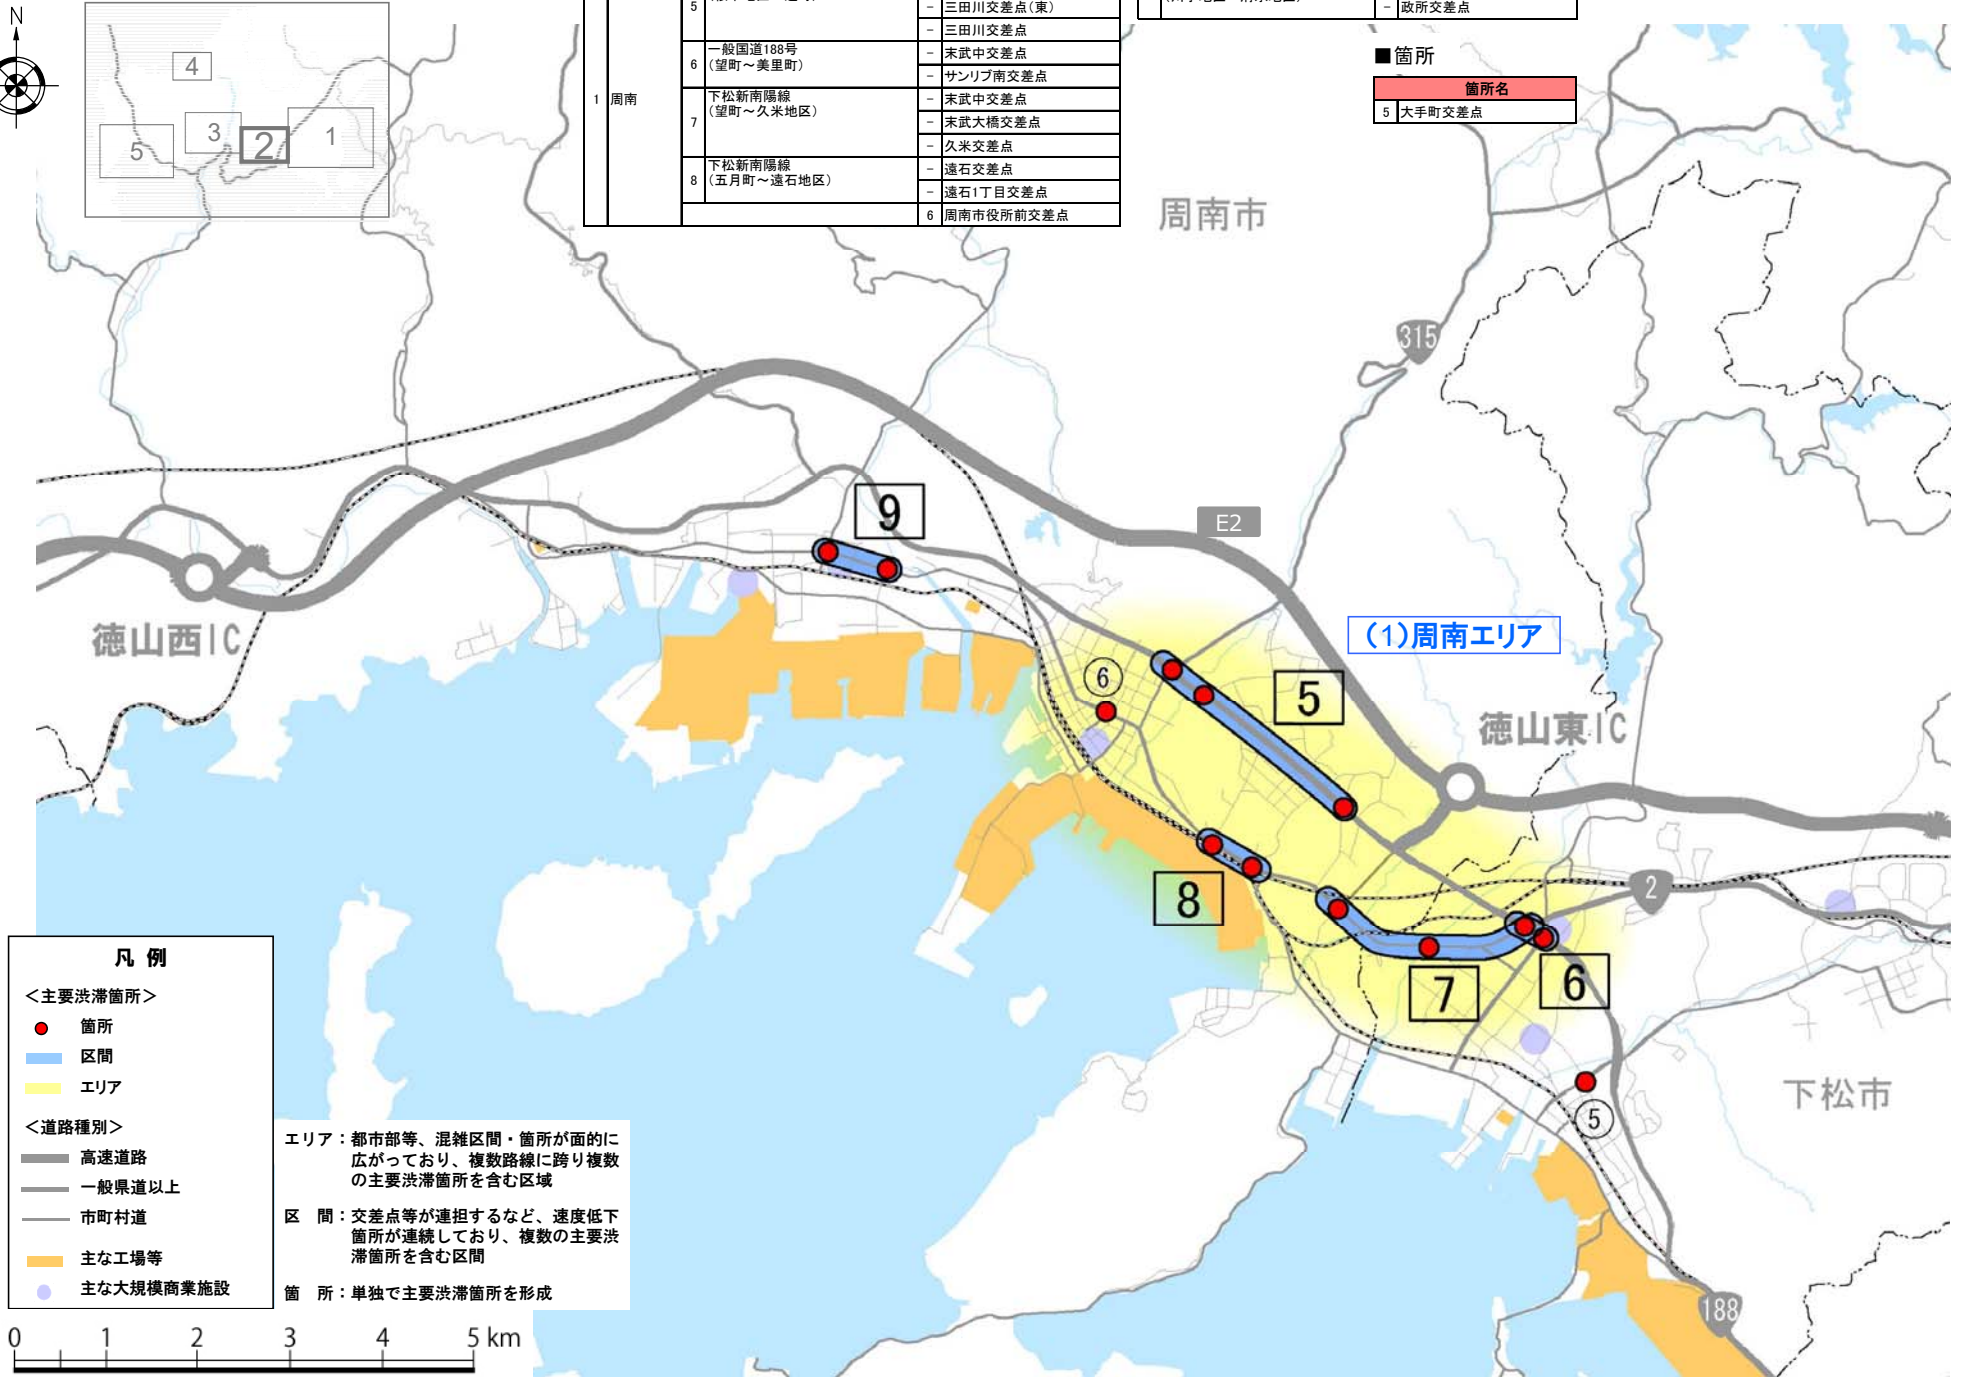 N
4
3
2
1
5
5
- 三田川交差点(東)
- 三田川交差点
6 一般国道188号
(望町～美里町)
- 末武中交差点
- サンリブ南交差点
1 周南
7 下松新南陽線
(望町～久米地区)
- 末武中交差点
- 末武大橋交差点
- 久米交差点
8 下松新南陽線
(五月町～遠石地区)
- 遠石交差点
- 遠石1丁目交差点
6 周南市役所前交差点
- 政所交差点
■箇所
箇所名
5 大手町交差点
周南市
315
9
E2
(1)周南エリア
徳山西IC
6
5
徳山東IC
8
2
7
6
下松市
5
188
凡 例
＜主要渋滞箇所＞
箇所
区間
エリア
＜道路種別＞
高速道路
一般県道以上
市町村道
主な工場等
主な大規模商業施設
エリア：都市部等、混雑区間・箇所が面的に
広がっており、複数路線に跨り複数
の主要渋滞箇所を含む区域
区 間：交差点等が連担するなど、速度低下
箇所が連続しており、複数の主要渋
滞箇所を含む区間
箇 所：単独で主要渋滞箇所を形成
0 1 2 3 4 5 km